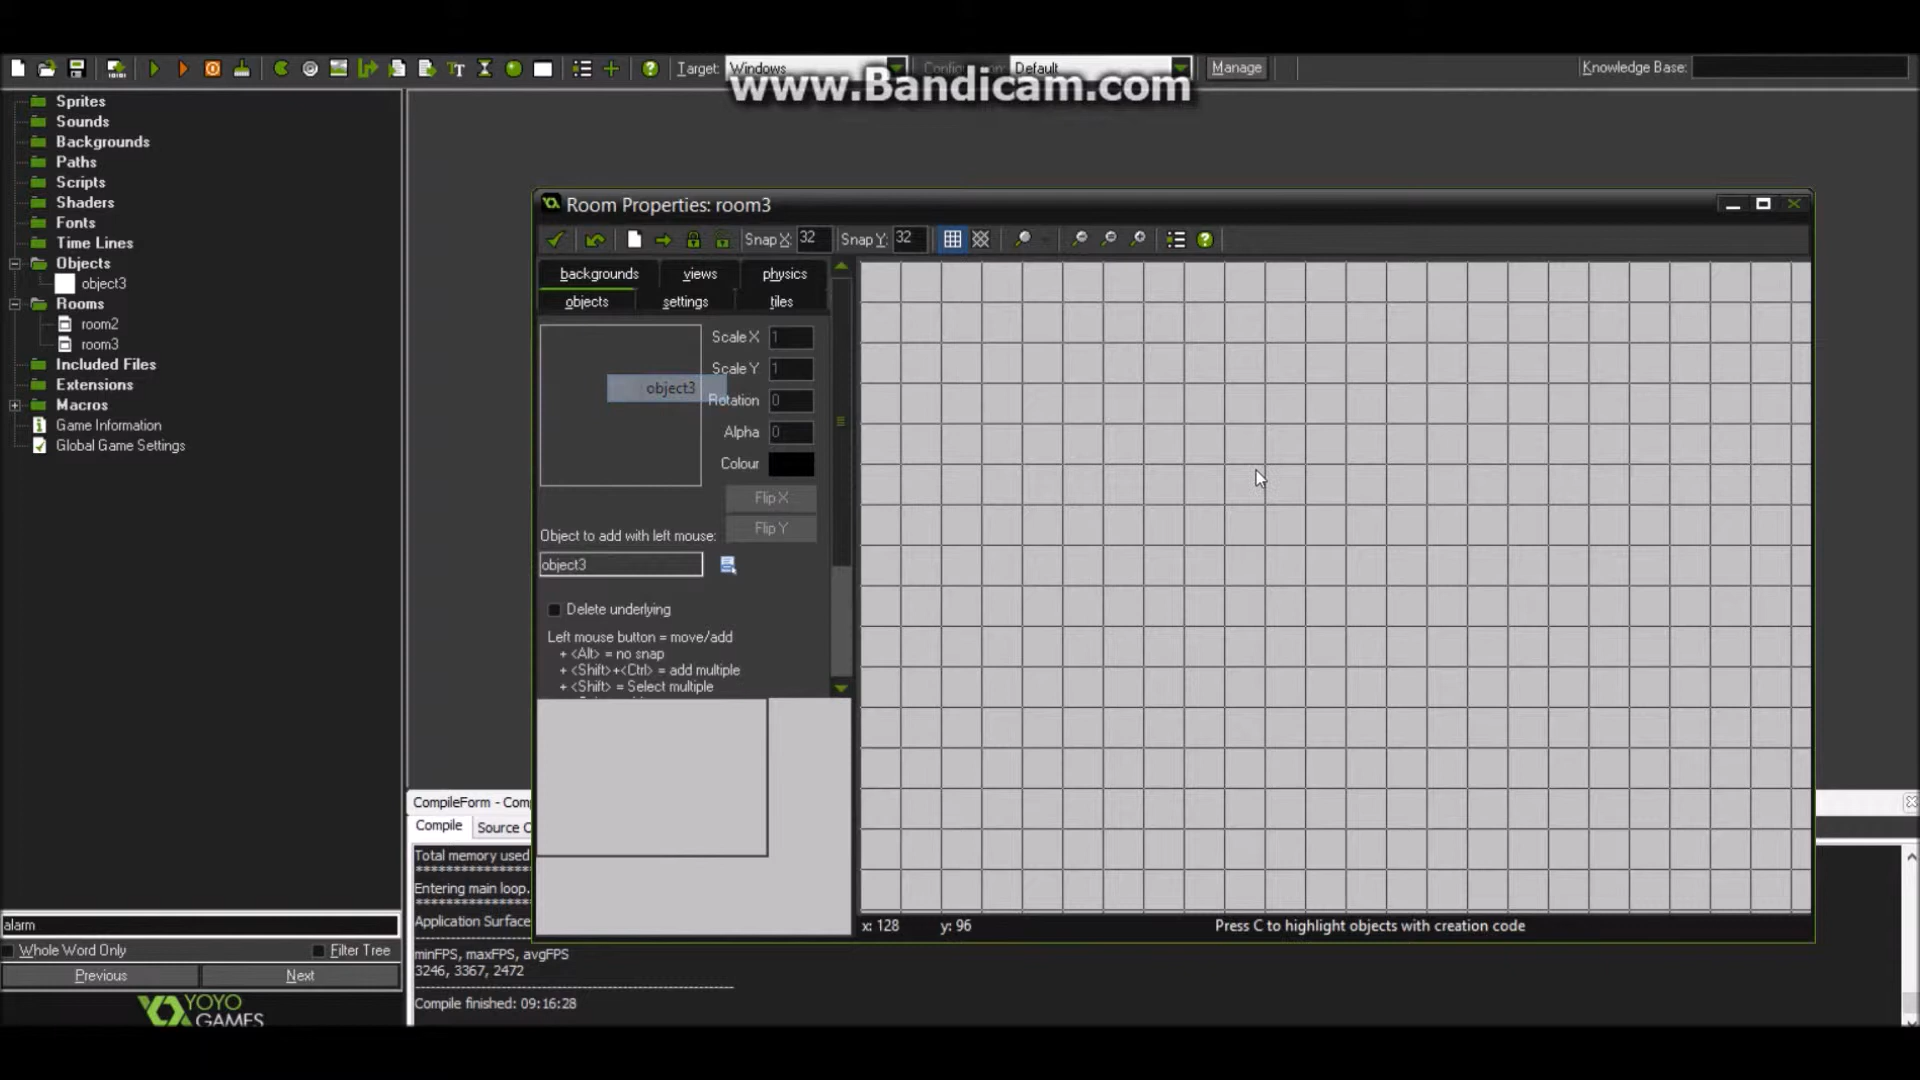 Target: Windows Default Manage Knowledge Base:
www.Bandicam.com
Sprites
Sounds
Backgrounds
Paths
Scripts
Shaders
Fonts
Time Lines
Objects
object3
Rooms
room2
room3
Included Files
Extensions
Macros
Game Information
Global Game Settings
alarm
Whole Word Only Filter Tree
Previous Next
YOYO
GAMES
Room Properties: room3
Snap X: 32 Snap Y: 32
backgrounds views physics
objects settings tiles
Scale X 1
Scale Y 1
object3
Rotation 0
Alpha 0
Colour
Flip X
Flip Y
Object to add with left mouse:
object3
Delete underlying
Left mouse button = move/add
+ <Alt> = no snap
+ <Shift>+<Ctrl> = add multiple
+ <Shift> = Select multiple
x: 128 y: 96 Press C to highlight objects with creation code
CompileForm - Comp
Compile Source C
Total memory used
********************
Entering main loop.
********************
Application Surface
minFPS, maxFPS, avgFPS
3246, 3367, 2472
Compile finished: 09:16:28